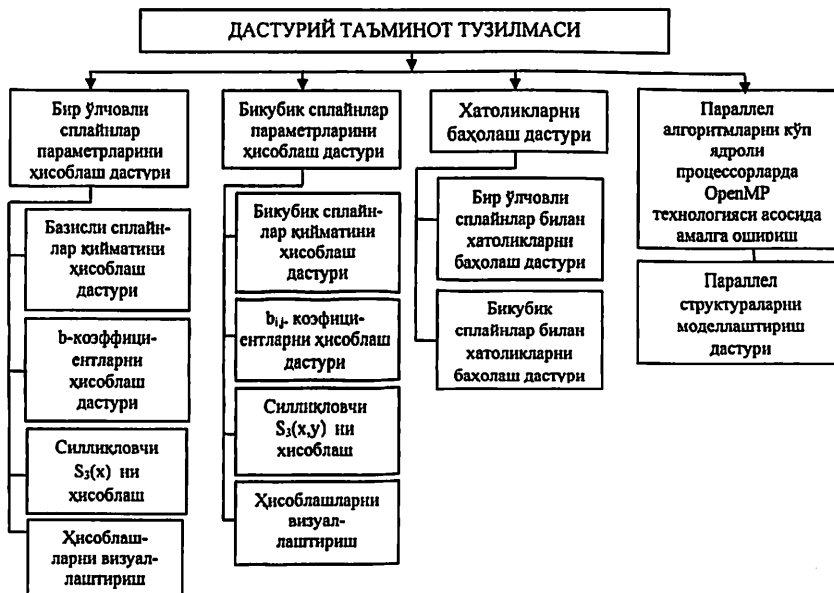 ДАСТУРИЙ ТАЪМИНОТ ТУЗИЛМАСИ
Бир ўлчовли
сплайнлар
параметрларини
ҳисоблаш дастури
Базисли сплайн-
лар қийматини
ҳисоблаш
дастури
b-коэффици-
ентларни
ҳисоблаш
дастури
Силлиқловчи
S₃(x) ни
ҳисоблаш
Ҳисоблаш-
ларни визуал-
лаштириш
Бикубик сплайнлар
параметрларини
ҳисоблаш дастури
Бикубик сплайн-
лар қийматини
ҳисоблаш
дастури
bᵢ,ⱼ- коэфици-
ентларни ҳисоблаш
дастури
Силлиқловчи
S₃(x,y) ни
хисоблаш
Ҳисоблашларни
визуал-
лаштириш
Хатоликларни
баҳолаш дастури
Бир ўлчовли
сплайнлар билан
хатоликларни
баҳолаш дастури
Бикубик
сплайнлар билан
хатоликларни
баҳолаш дастури
Параллел
алгоритмларни кўп
ядроли
процессорларда
OpenMP
технологияси асосида
амалга ошириш
Параллел
структураларни
моделлаштириш
дастури